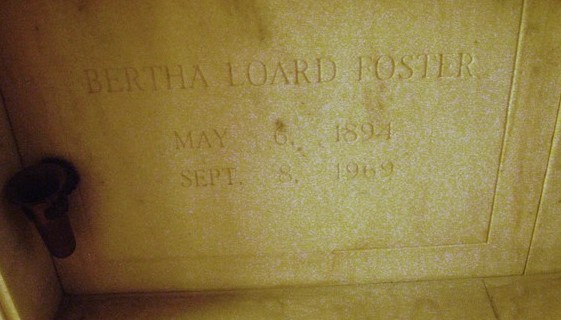 BERTHA LOARD FOSTER
MAY 6, 1894
SEPT. 8, 1969